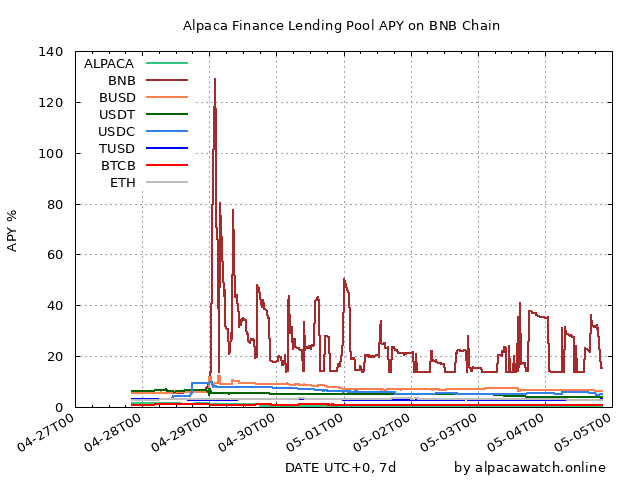 Alpaca Finance Lending Pool APY on BNB Chain
140
120
100
80
60
40
20
0
APY %
ALPACA
BNB
BUSD
USDT
USDC
TUSD
BTCB
ETH
04-27T00
04-28T00
04-29T00
04-30T00
05-01T00
05-02T00
05-03T00
05-04T00
05-05T00
DATE UTC+0, 7d
by alpacawatch.online